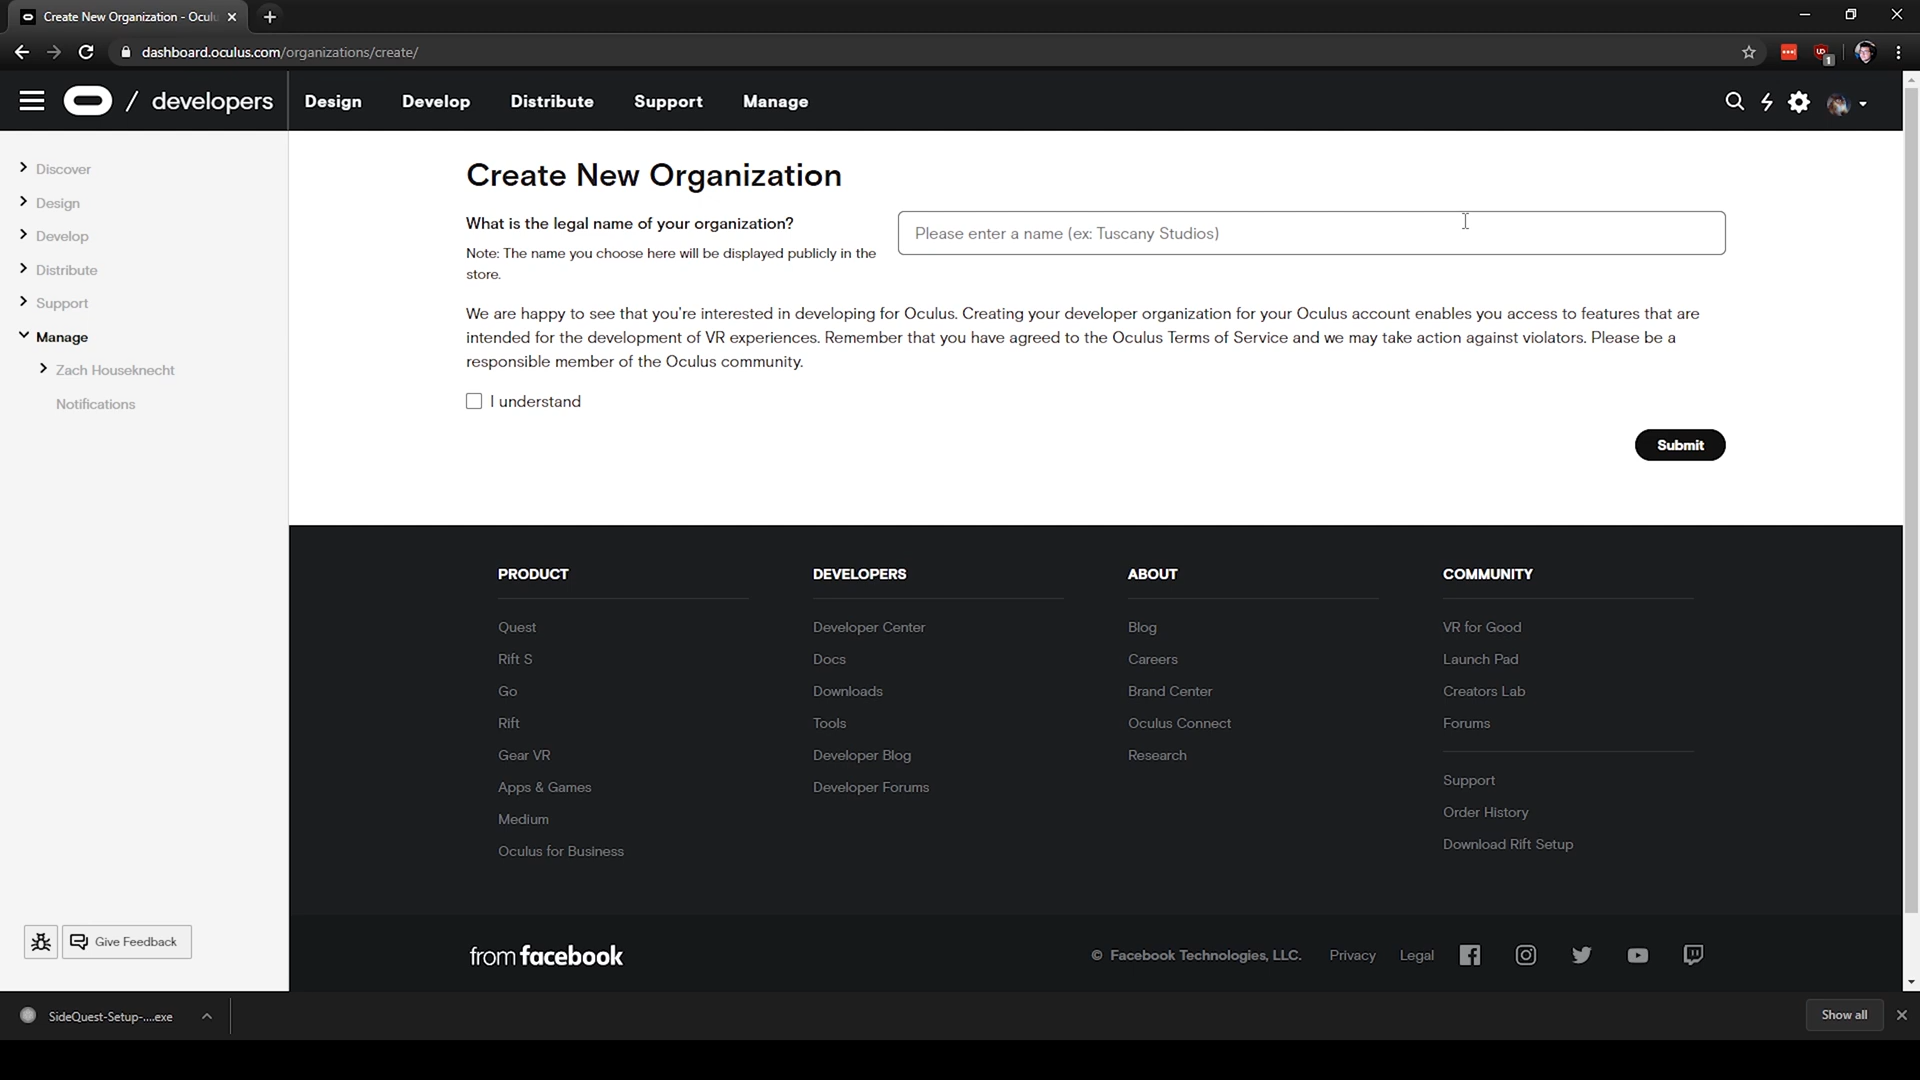 Create New Organization - Ocul
dashboard.oculus.com/organizations/create/
1
/ developers
Design
Develop
Distribute
Support
Manage
Discover
Design
Develop
Distribute
Support
Manage
Zach Houseknecht
Notifications
Create New Organization
What is the legal name of your organization?
Please enter a name (ex: Tuscany Studios)
Note: The name you choose here will be displayed publicly in the
store.
We are happy to see that you're interested in developing for Oculus. Creating your developer organization for your Oculus account enables you access to features that are
intended for the development of VR experiences. Remember that you have agreed to the Oculus Terms of Service and we may take action against violators. Please be a
responsible member of the Oculus community.
I understand
Submit
PRODUCT
Quest
Rift S
Go
Rift
Gear VR
Apps & Games
Medium
Oculus for Business
DEVELOPERS
Developer Center
Docs
Downloads
Tools
Developer Blog
Developer Forums
ABOUT
Blog
Careers
Brand Center
Oculus Connect
Research
COMMUNITY
VR for Good
Launch Pad
Creators Lab
Forums
Support
Order History
Download Rift Setup
Give Feedback
from facebook
© Facebook Technologies, LLC.
Privacy
Legal
SideQuest-Setup-....exe
Show all